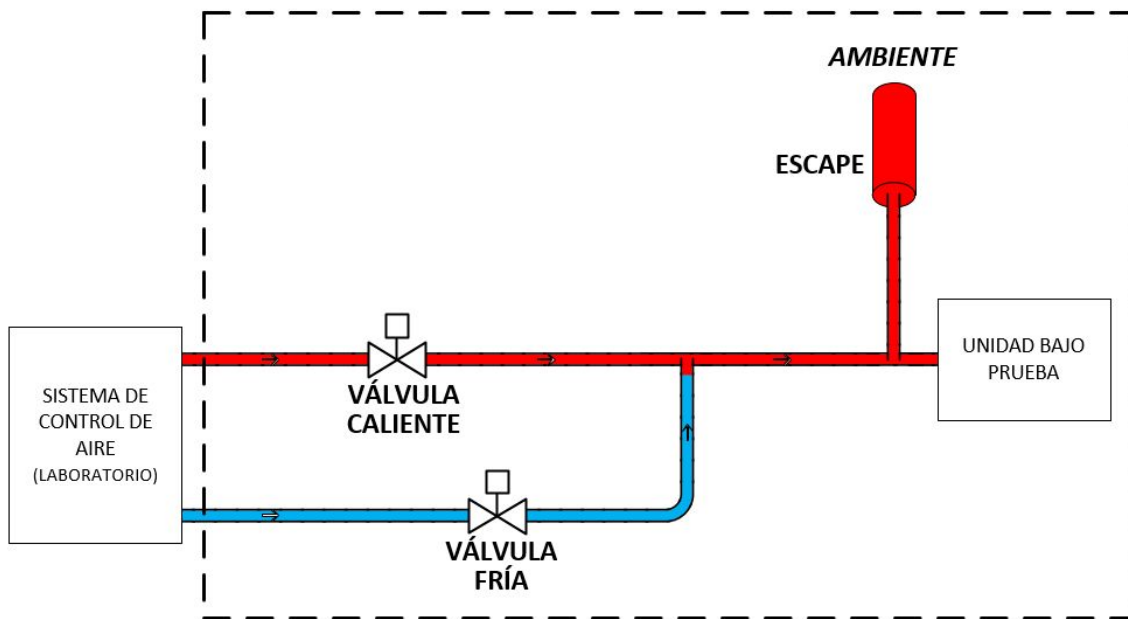 AMBIENTE
ESCAPE
SISTEMA DE
CONTROL DE
AIRE
(LABORATORIO)
VÁLVULA
CALIENTE
UNIDAD BAJO
PRUEBA
VÁLVULA
FRÍA